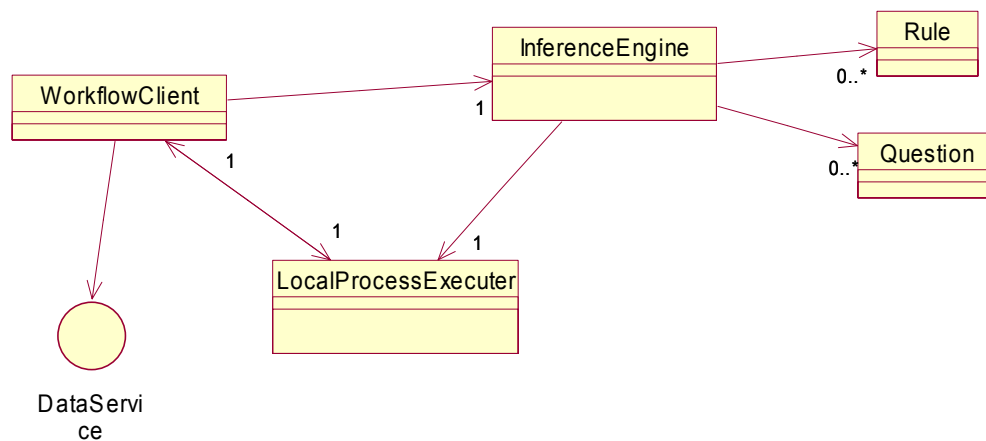 Rule
InferenceEngine
0..*
WorkflowClient
1
Question
0..*
1
1
1
LocalProcessExecuter
DataServi
ce